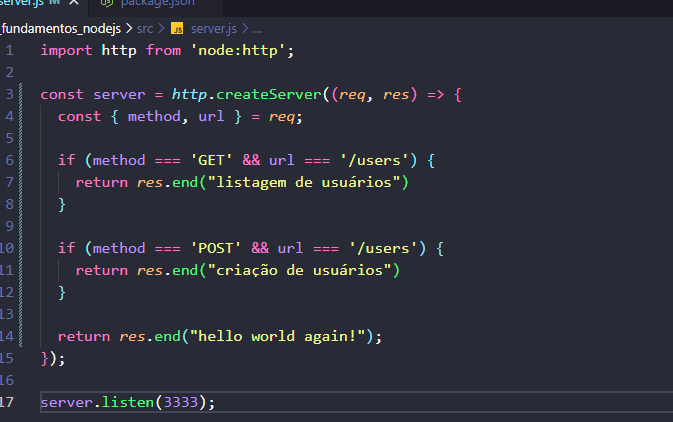 server.js M × package.json
_fundamentos_nodejs > src > JS server.js > ...
1 import http from 'node:http';
2
3 const server = http.createServer((req, res) => {
4 const { method, url } = req;
5
6 if (method === 'GET' && url === '/users') {
7 return res.end("listagem de usuários")
8 }
9
10 if (method === 'POST' && url === '/users') {
11 return res.end("criação de usuários")
12 }
13
14 return res.end("hello world again!");
15 });
16
17 server.listen(3333);